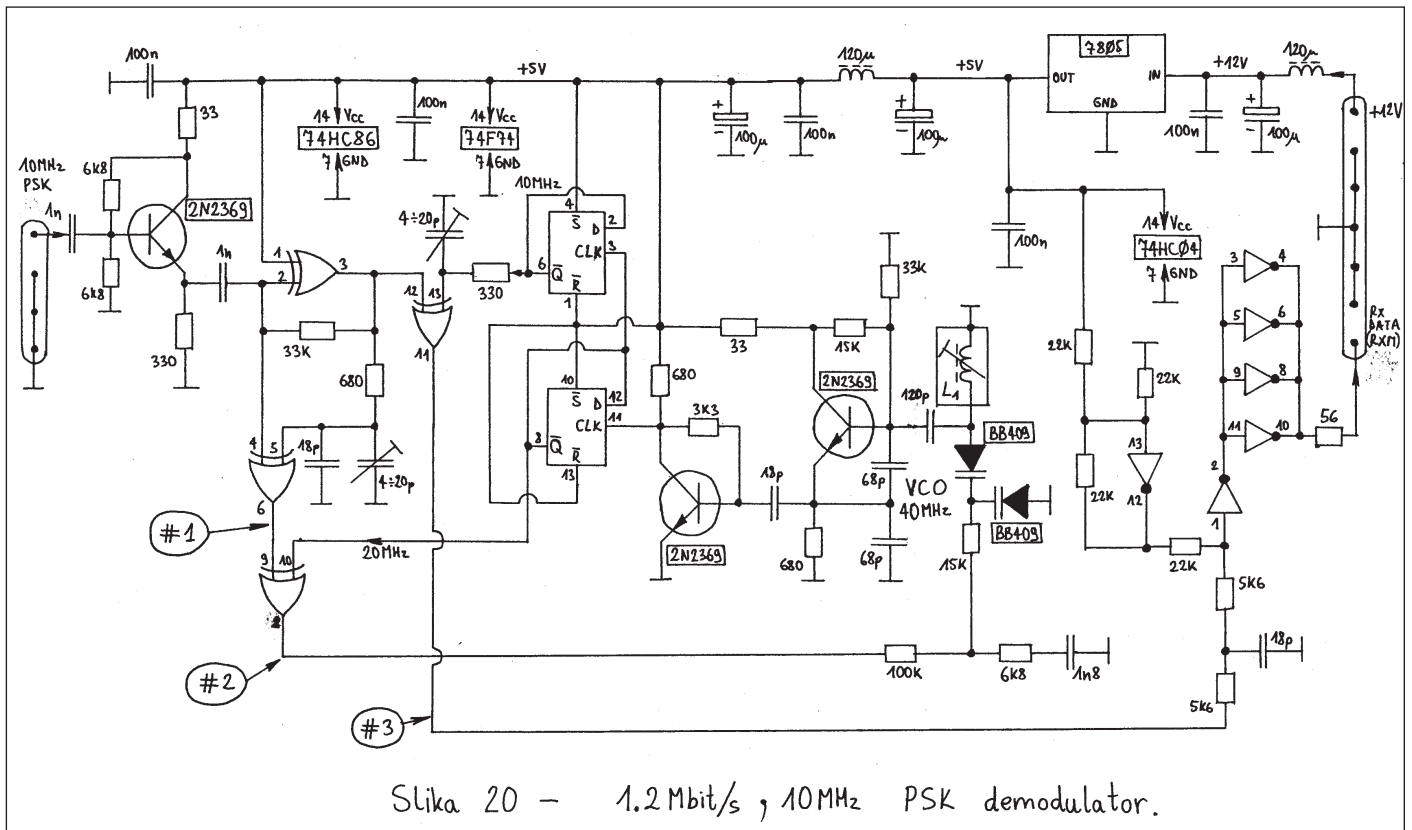 100n
+5V
120µ
+5V
7805
OUT
IN
GND
+12V
120µ
33
14 Vcc
74HC86
7 GND
100n
14 Vcc
74F74
7 GND
+
-
100µ
100n
+
-
100µ
100n
+
-
100µ
+12V
10MHz
PSK
6k8
1n
2N2369
6k8
330
1n
1
2
3
33K
680
4÷20p
12
13
11
330
10MHz
4
S
D
2
CLK
3
6
Q
R
1
10
S
D
12
CLK
11
8
Q
R
13
33
15K
33K
680
3K3
2N2369
2N2369
18p
680
120p
L1
BB409
BB409
68p
68p
VCO
40MHz
15K
100n
14 Vcc
74HC04
7 GND
22K
22K
22K
13
12
22K
3
4
5
6
9
8
11
10
2
1
56
RX
DATA
(RXM)
5K6
18p
5K6
4
5
6
18p
4÷20p
#1
9
10
20MHz
#2
100K
6K8
1n8
#3
Slika 20 - 1.2Mbit/s, 10MHz PSK demodulator.